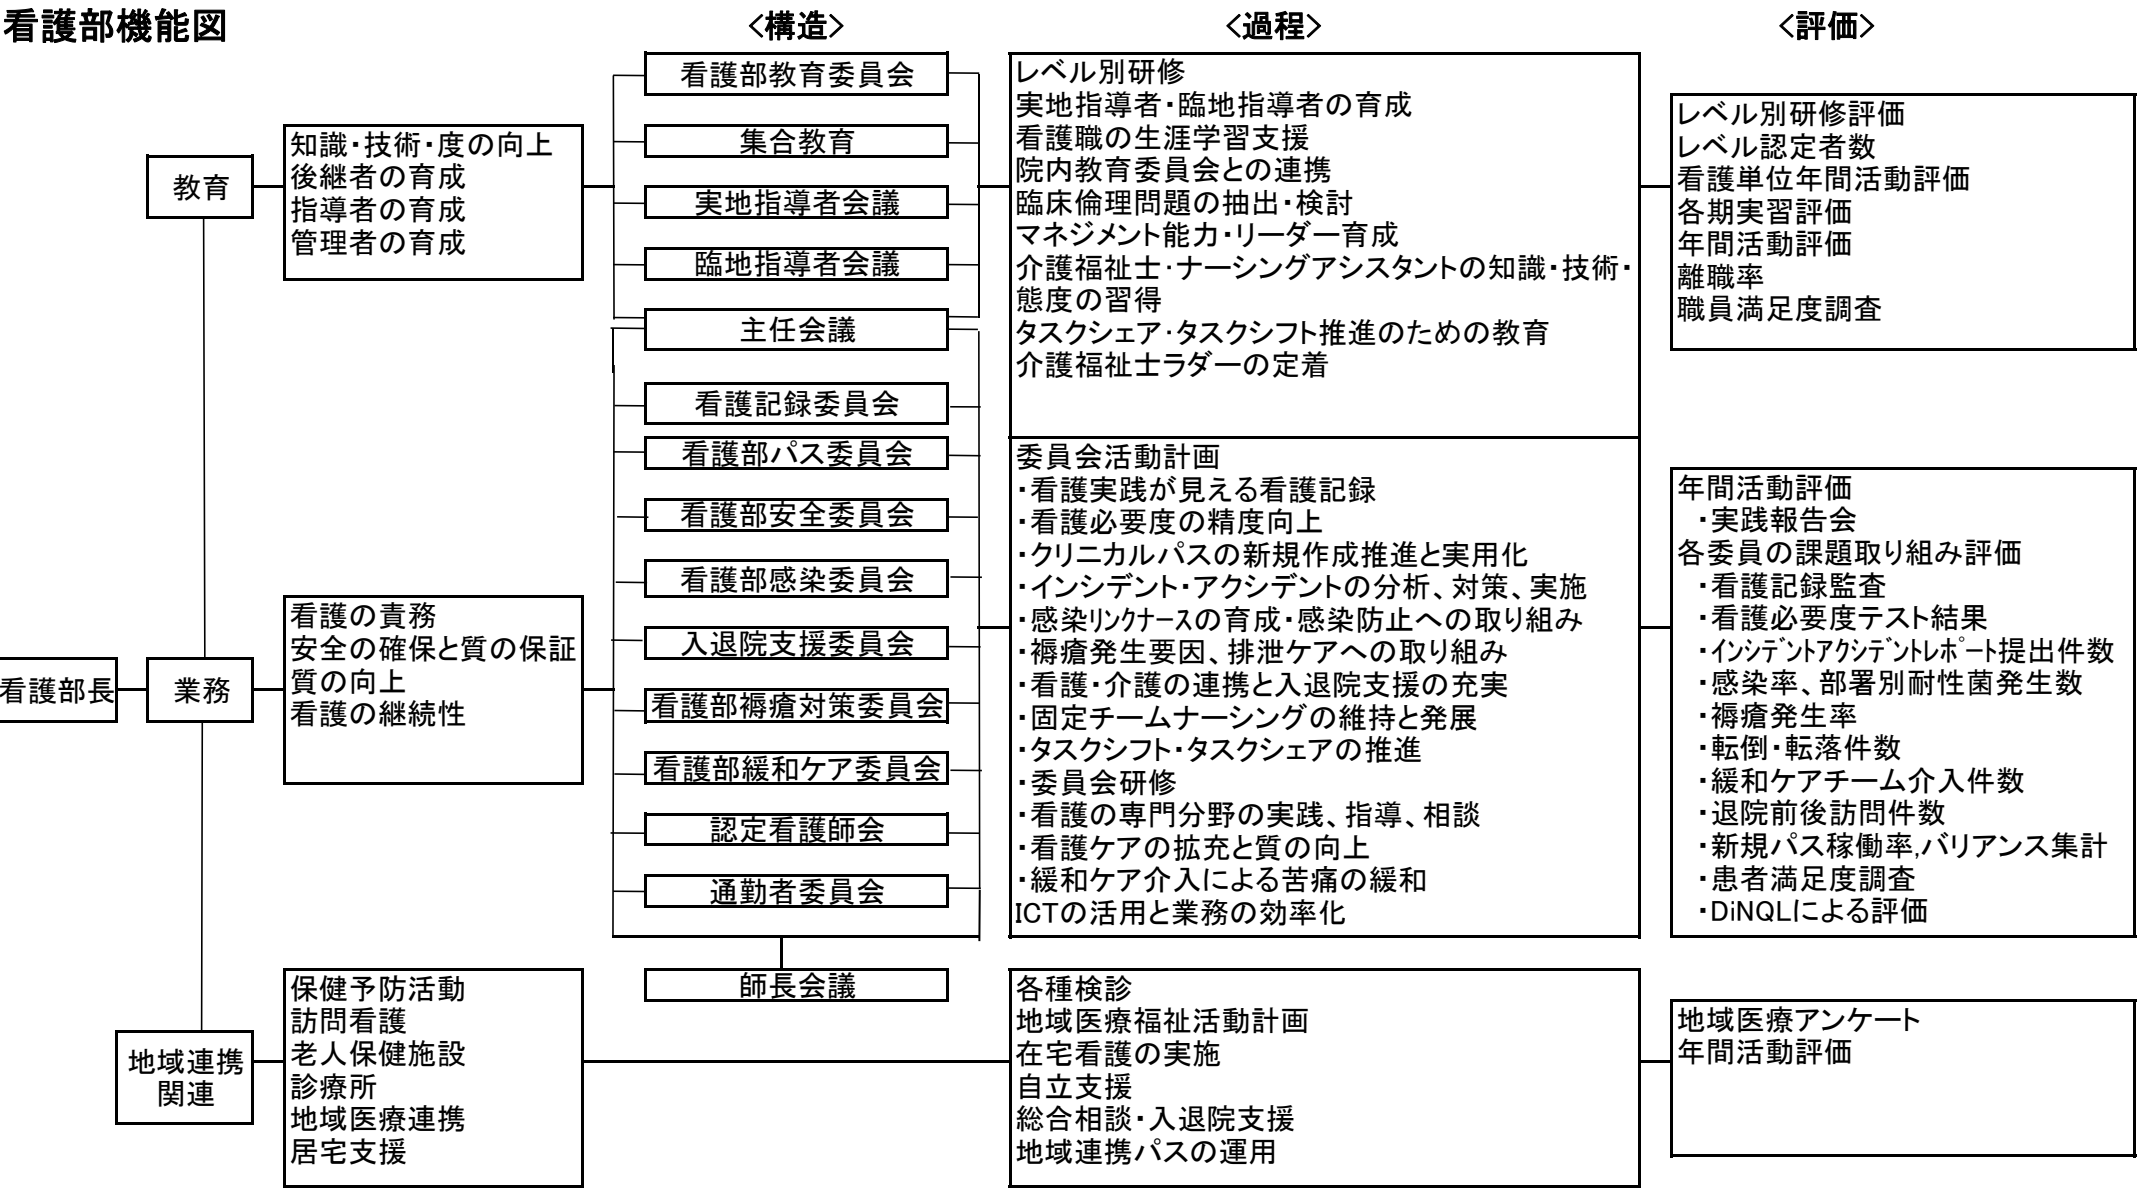 看護部機能図
<構造>
<過程>
<評価>
看護部長
教育
業務
地域連携
関連
知識・技術・度の向上
後継者の育成
指導者の育成
管理者の育成
看護の責務
安全の確保と質の保証
質の向上
看護の継続性
保健予防活動
訪問看護
老人保健施設
診療所
地域医療連携
居宅支援
看護部教育委員会
集合教育
実地指導者会議
臨地指導者会議
主任会議
看護記録委員会
看護部パス委員会
看護部安全委員会
看護部感染委員会
入退院支援委員会
看護部褥瘡対策委員会
看護部緩和ケア委員会
認定看護師会
通勤者委員会
師長会議
レベル別研修
実地指導者・臨地指導者の育成
看護職の生涯学習支援
院内教育委員会との連携
臨床倫理問題の抽出・検討
マネジメント能力・リーダー育成
介護福祉士・ナーシングアシスタントの知識・技術・
態度の習得
タスクシェア・タスクシフト推進のための教育
介護福祉士ラダーの定着
委員会活動計画
・看護実践が見える看護記録
・看護必要度の精度向上
・クリニカルパスの新規作成推進と実用化
・インシデント・アクシデントの分析、対策、実施
・感染ﾘﾝｸﾅｰｽの育成・感染防止への取り組み
・褥瘡発生要因、排泄ケアへの取り組み
・看護・介護の連携と入退院支援の充実
・固定チームナーシングの維持と発展
・タスクシフト・タスクシェアの推進
・委員会研修
・看護の専門分野の実践、指導、相談
・看護ケアの拡充と質の向上
・緩和ケア介入による苦痛の緩和
ICTの活用と業務の効率化
各種検診
地域医療福祉活動計画
在宅看護の実施
自立支援
総合相談・入退院支援
地域連携パスの運用
レベル別研修評価
レベル認定者数
看護単位年間活動評価
各期実習評価
年間活動評価
離職率
職員満足度調査
年間活動評価
・実践報告会
各委員の課題取り組み評価
・看護記録監査
・看護必要度テスト結果
・ｲﾝｼﾃﾞﾝﾄｱｸｼﾃﾞﾝﾄﾚﾎﾟｰﾄ提出件数
・感染率、部署別耐性菌発生数
・褥瘡発生率
・転倒・転落件数
・緩和ケアチーム介入件数
・退院前後訪問件数
・新規パス稼働率,バリアンス集計
・患者満足度調査
・DiNQLによる評価
地域医療アンケート
年間活動評価